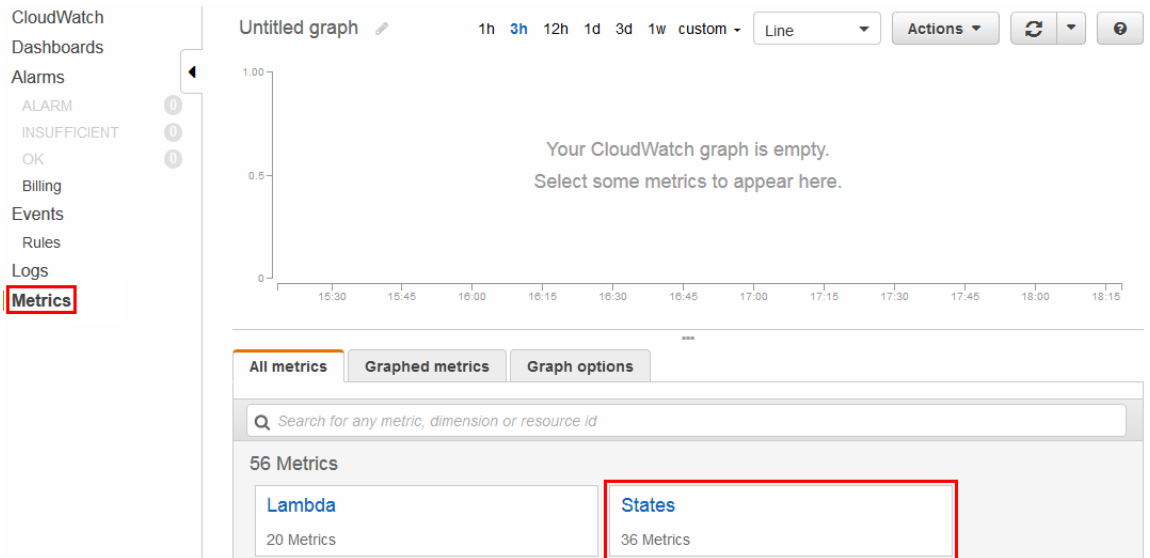 CloudWatch
Dashboards
Alarms
ALARM 0
INSUFFICIENT 0
OK 0
Billing
Events
Rules
Logs
Metrics
Untitled graph
1h 3h 12h 1d 3d 1w custom
Line
Actions
?
1.00
0.5
0
Your CloudWatch graph is empty.
Select some metrics to appear here.
15:30 15:45 16:00 16:15 16:30 16:45 17:00 17:15 17:30 17:45 18:00 18:15
All metrics Graphed metrics Graph options
Search for any metric, dimension or resource id
56 Metrics
Lambda
20 Metrics
States
36 Metrics